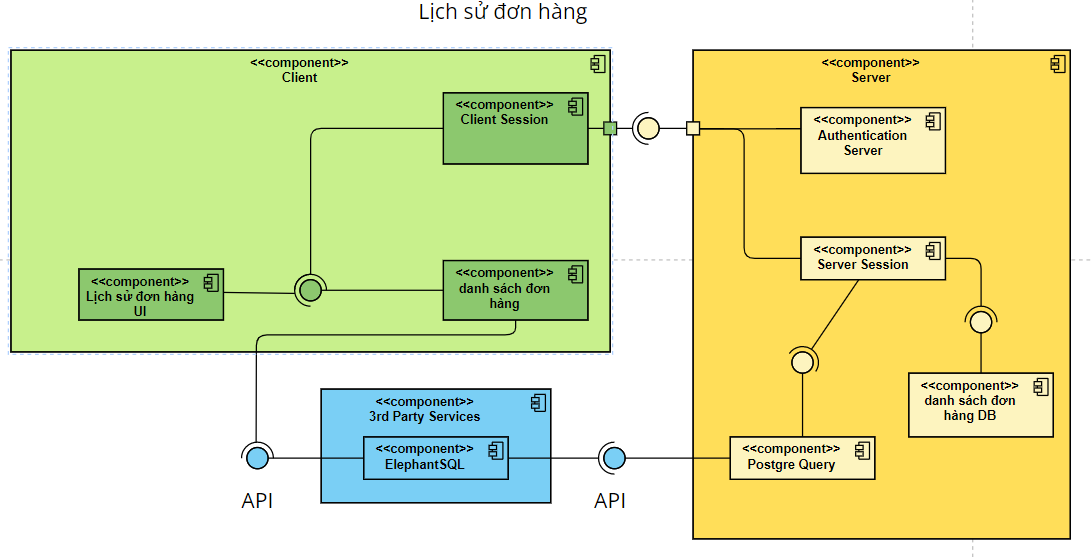 Lịch sử đơn hàng
<<component>>
Client
<<component>>
Client Session
<<component>>
Lịch sử đơn hàng
UI
<<component>>
danh sách đơn
hàng
<<component>>
Server
<<component>>
Authentication
Server
<<component>>
Server Session
<<component>>
danh sách đơn
hàng DB
<<component>>
Postgre Query
<<component>>
3rd Party Services
<<component>>
ElephantSQL
API
API